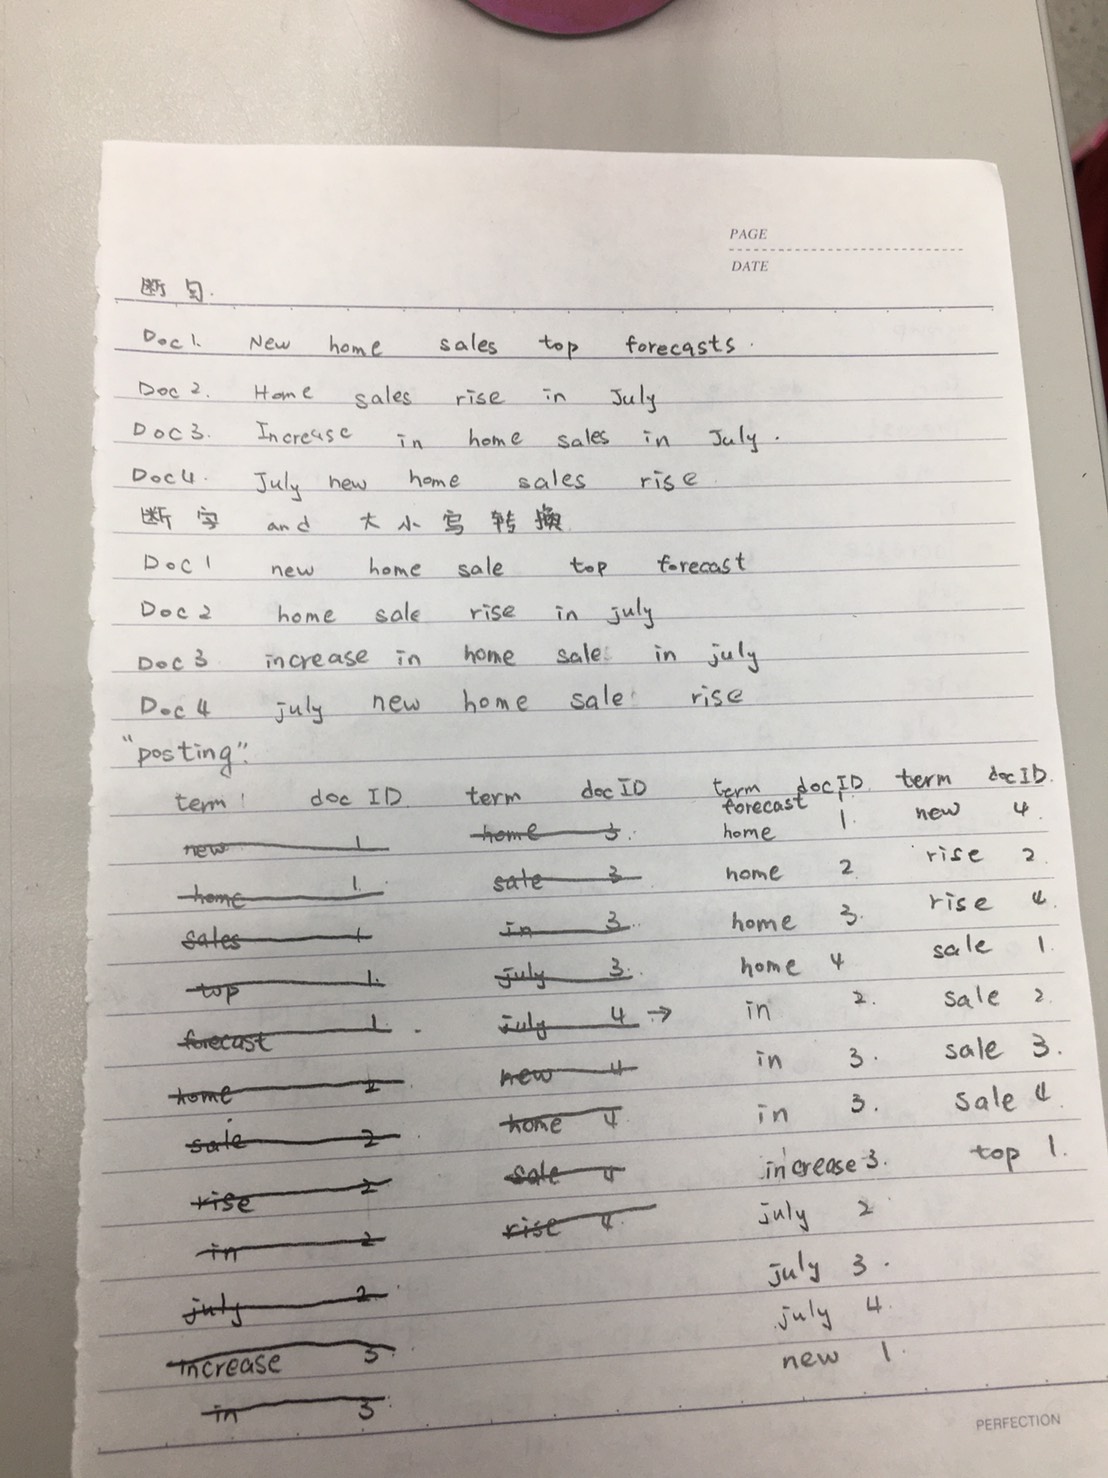 PAGE
DATE
断句.
Doc 1. New home sales top forecasts.
Doc 2. Home sales rise in July
Doc 3. Increase in home sales in July.
Doc 4. July new home sales rise
断字 and 大小写转换
Doc 1 new home sale top forecast
Doc 2 home sale rise in july
Doc 3 increase in home sale in july
Doc 4 july new home sale rise
"posting".
term doc ID term doc ID term doc ID term doc ID.
forecast 1
new 1 home 3. home 1. new 4.
home 1. sale 3 home 2 rise 2.
sales 1 in 3. home 3. rise 4.
top 1. july 3. home 4 sale 1.
forecast 1. july 4 → in 2. sale 2.
home 2 new 4 in 3. sale 3.
sale 2 home 4 in 3. sale 4
rise 2 sale 4 increase 3. top 1.
in 2 rise 4. july 2
july 2 july 3.
increase 3. july 4
in 3 new 1.
PERFECTION